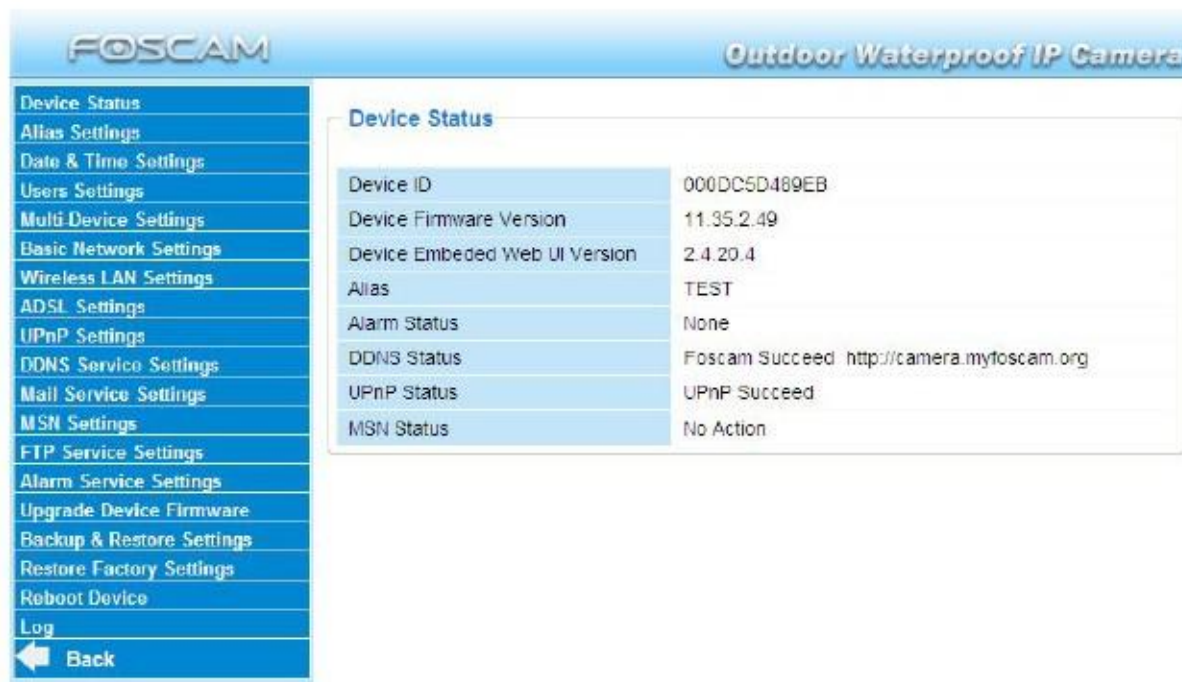 FOSCAM
Outdoor Waterproof IP Camera
Device Status
Alias Settings
Date & Time Settings
Users Settings
Multi-Device Settings
Basic Network Settings
Wireless LAN Settings
ADSL Settings
UPnP Settings
DDNS Service Settings
Mail Service Settings
MSN Settings
FTP Service Settings
Alarm Service Settings
Upgrade Device Firmware
Backup & Restore Settings
Restore Factory Settings
Reboot Device
Log
Back
Device Status
Device ID 000DC5D489EB
Device Firmware Version 11.35.2.49
Device Embeded Web UI Version 2.4.20.4
Alias TEST
Alarm Status None
DDNS Status Foscam Succeed http://camera.myfoscam.org
UPnP Status UPnP Succeed
MSN Status No Action